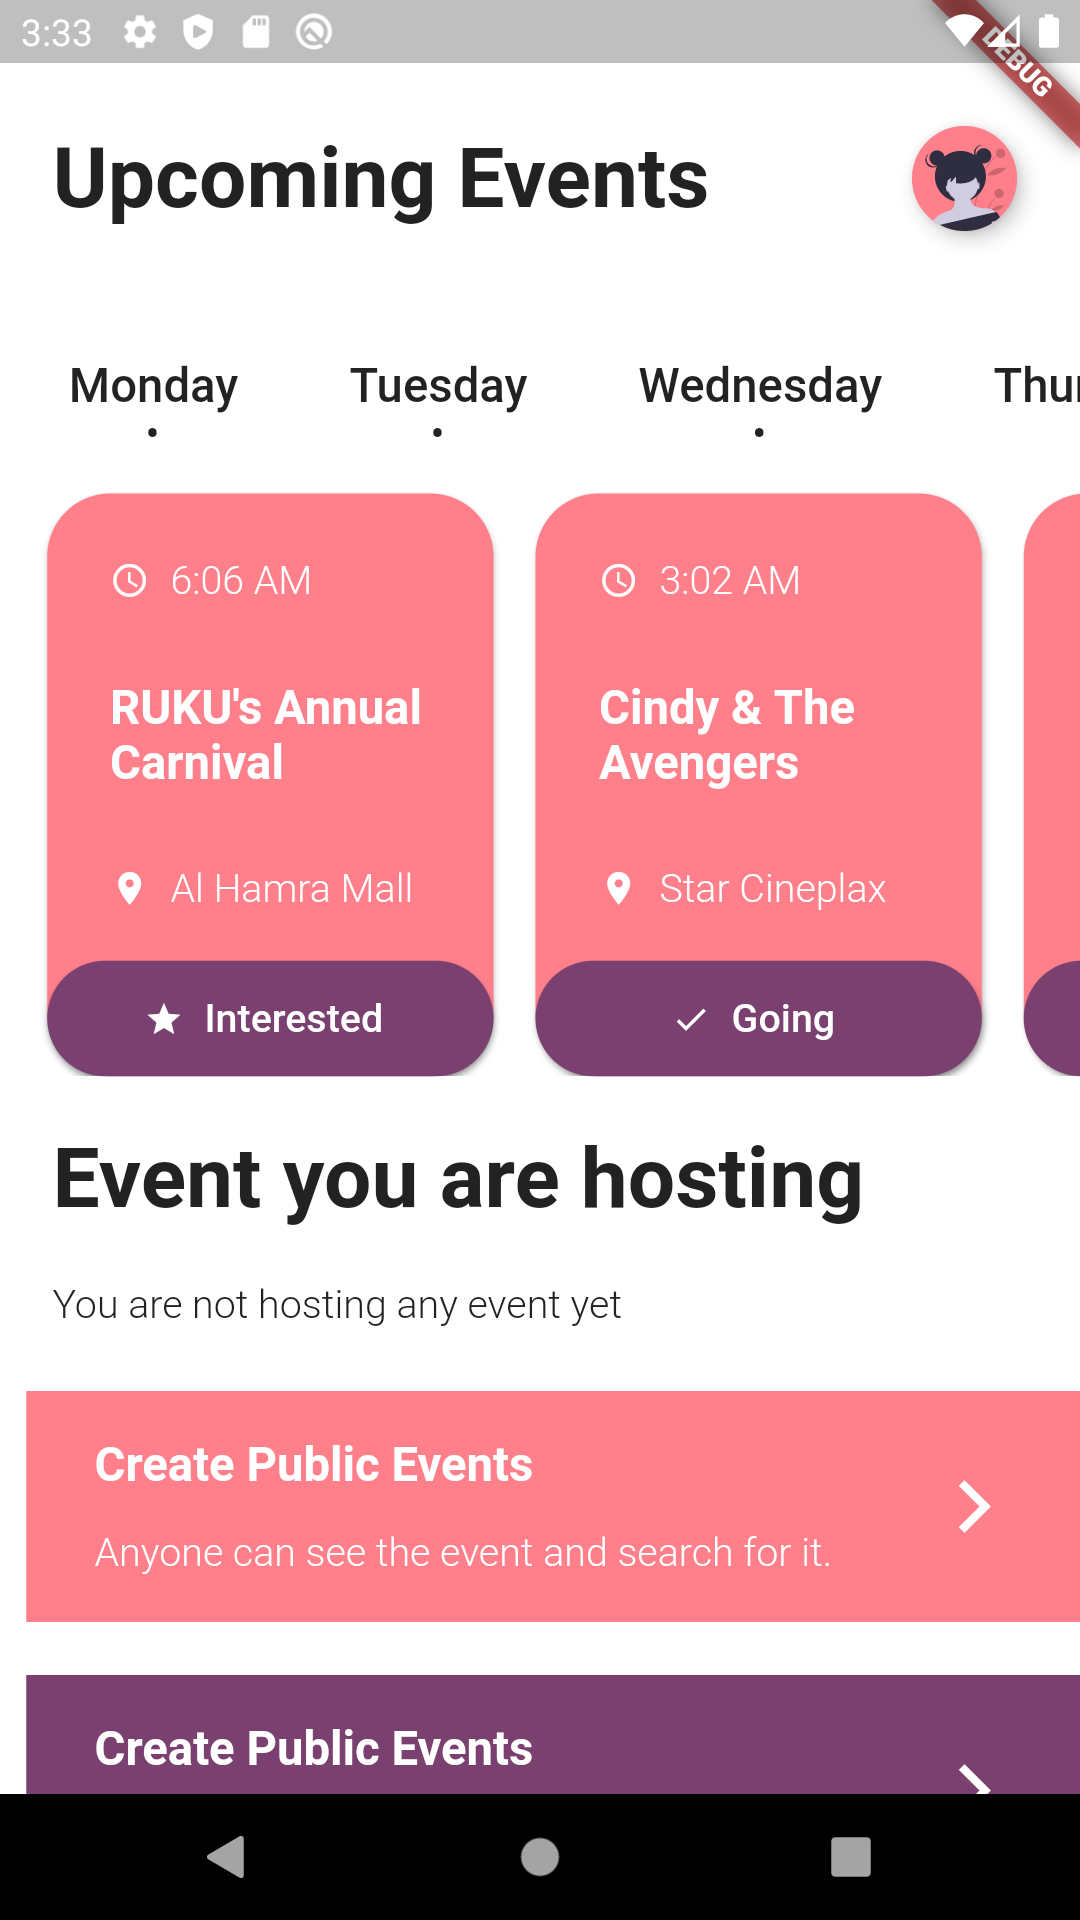 3:33
DEBUG
Upcoming Events
Monday Tuesday Wednesday Thur
6:06 AM
RUKU's Annual
Carnival
Al Hamra Mall
Interested
3:02 AM
Cindy & The
Avengers
Star Cineplax
Going
Event you are hosting
You are not hosting any event yet
Create Public Events
Anyone can see the event and search for it.
Create Public Events